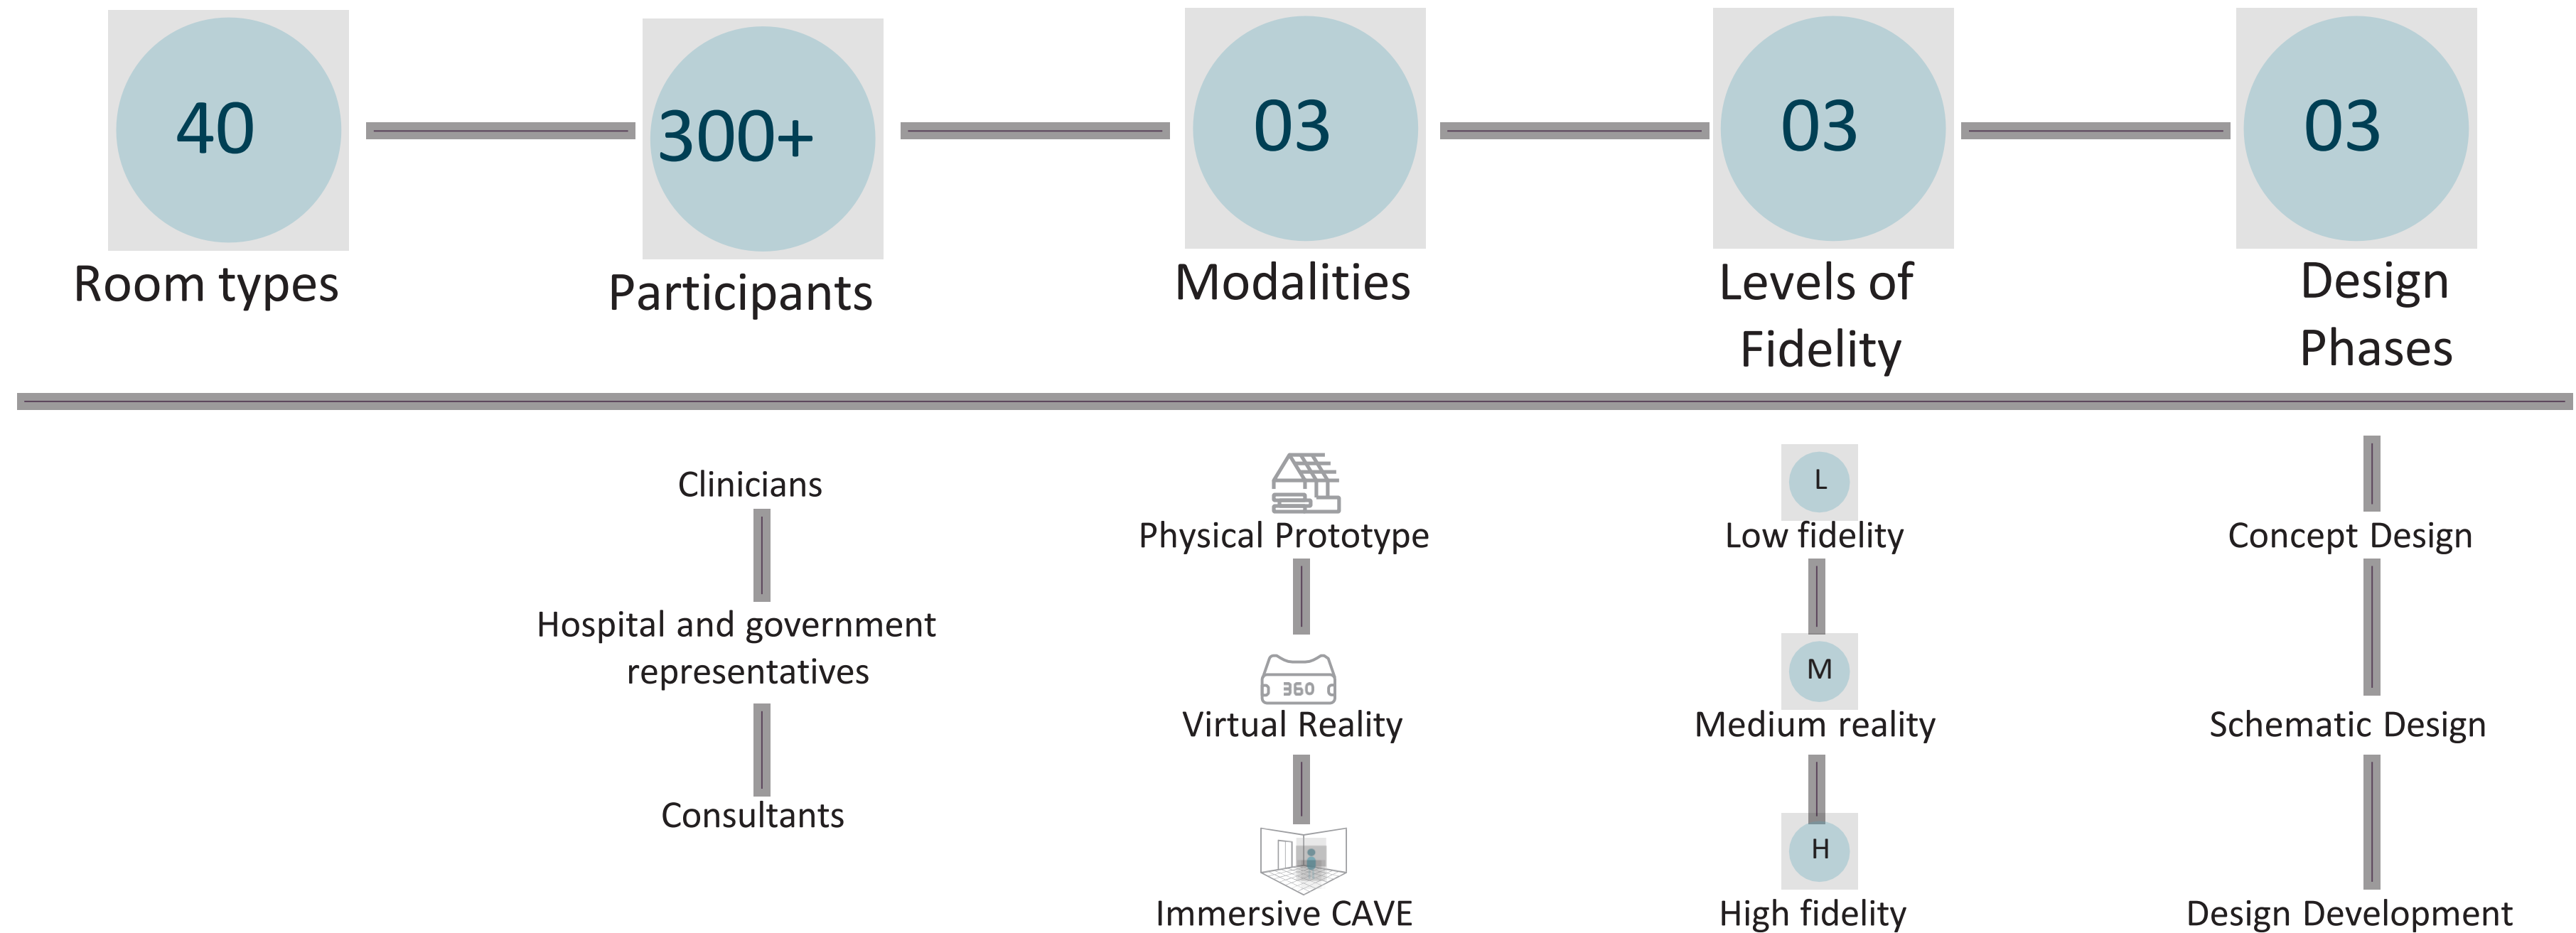 40
300+
03
03
03
Room types
Participants
Modalities
Levels of
Fidelity
Design
Phases
Clinicians
Hospital and government
representatives
Consultants
Physical Prototype
360
Virtual Reality
Immersive CAVE
L
Low fidelity
M
Medium reality
H
High fidelity
Concept Design
Schematic Design
Design Development